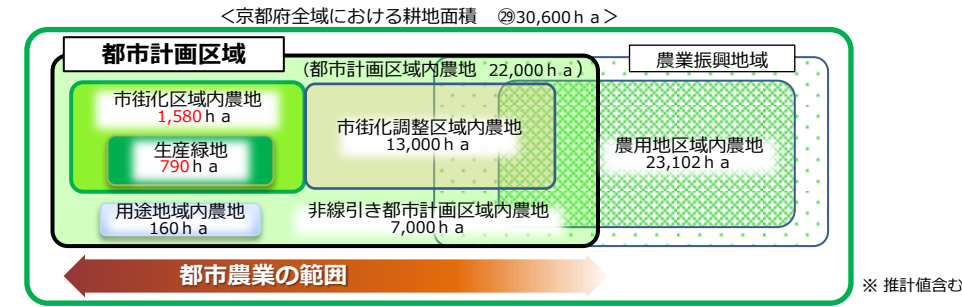 <京都府全域における耕地面積　㉙30,600ｈａ>
都市計画区域
(都市計画区域内農地 22,000ｈａ)
農業振興地域
市街化区域内農地
1,580ｈａ
生産緑地
790ｈａ
市街化調整区域内農地
13,000ｈａ
農用地区域内農地
23,102ｈａ
用途地域内農地
160ｈａ
非線引き都市計画区域内農地
7,000ｈａ
都市農業の範囲
※ 推計値含む